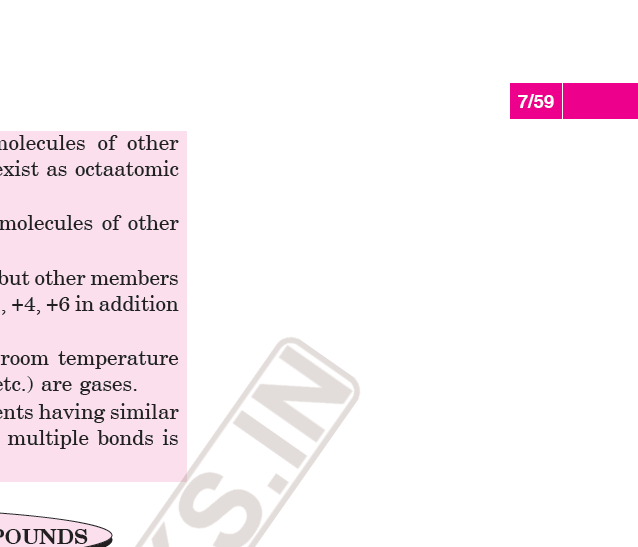 7/59
molecules of other
exist as octaatomic
molecules of other
but other members
, +4, +6 in addition
room temperature
etc.) are gases.
ents having similar
multiple bonds is
POUNDS
KS.IN